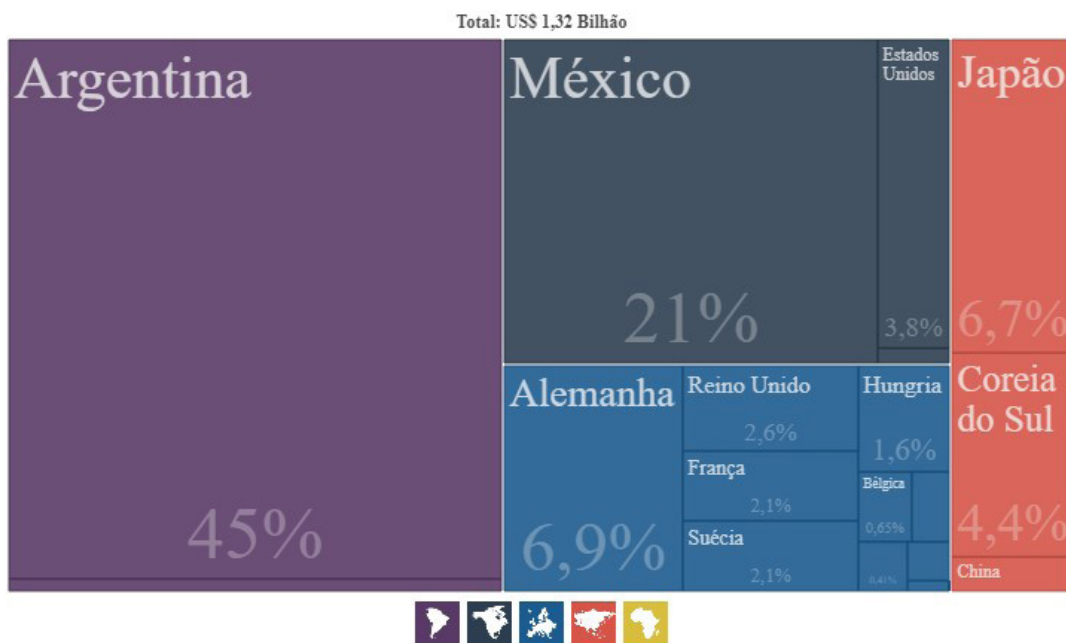 Total: US$ 1,32 Bilhão
Argentina
45%
México
21%
Estados
Unidos
3,8%
Japão
6,7%
Alemanha
6,9%
Reino Unido
2,6%
França
2,1%
Suécia
2,1%
Hungria
1,6%
Bélgica
0,65%
0,41%
Coreia
do Sul
4,4%
China